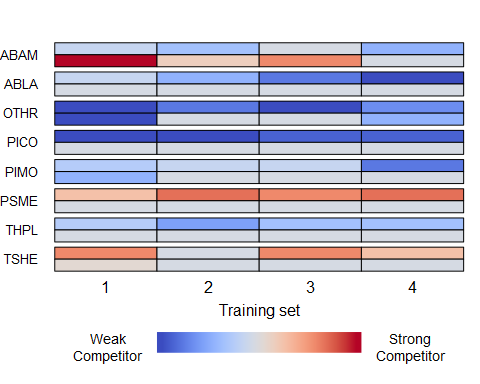 ABAM
ABLA
OTHR
PICO
PIMO
PSME
THPL
TSHE
1 2 3 4
Training set
Weak
Competitor
Strong
Competitor